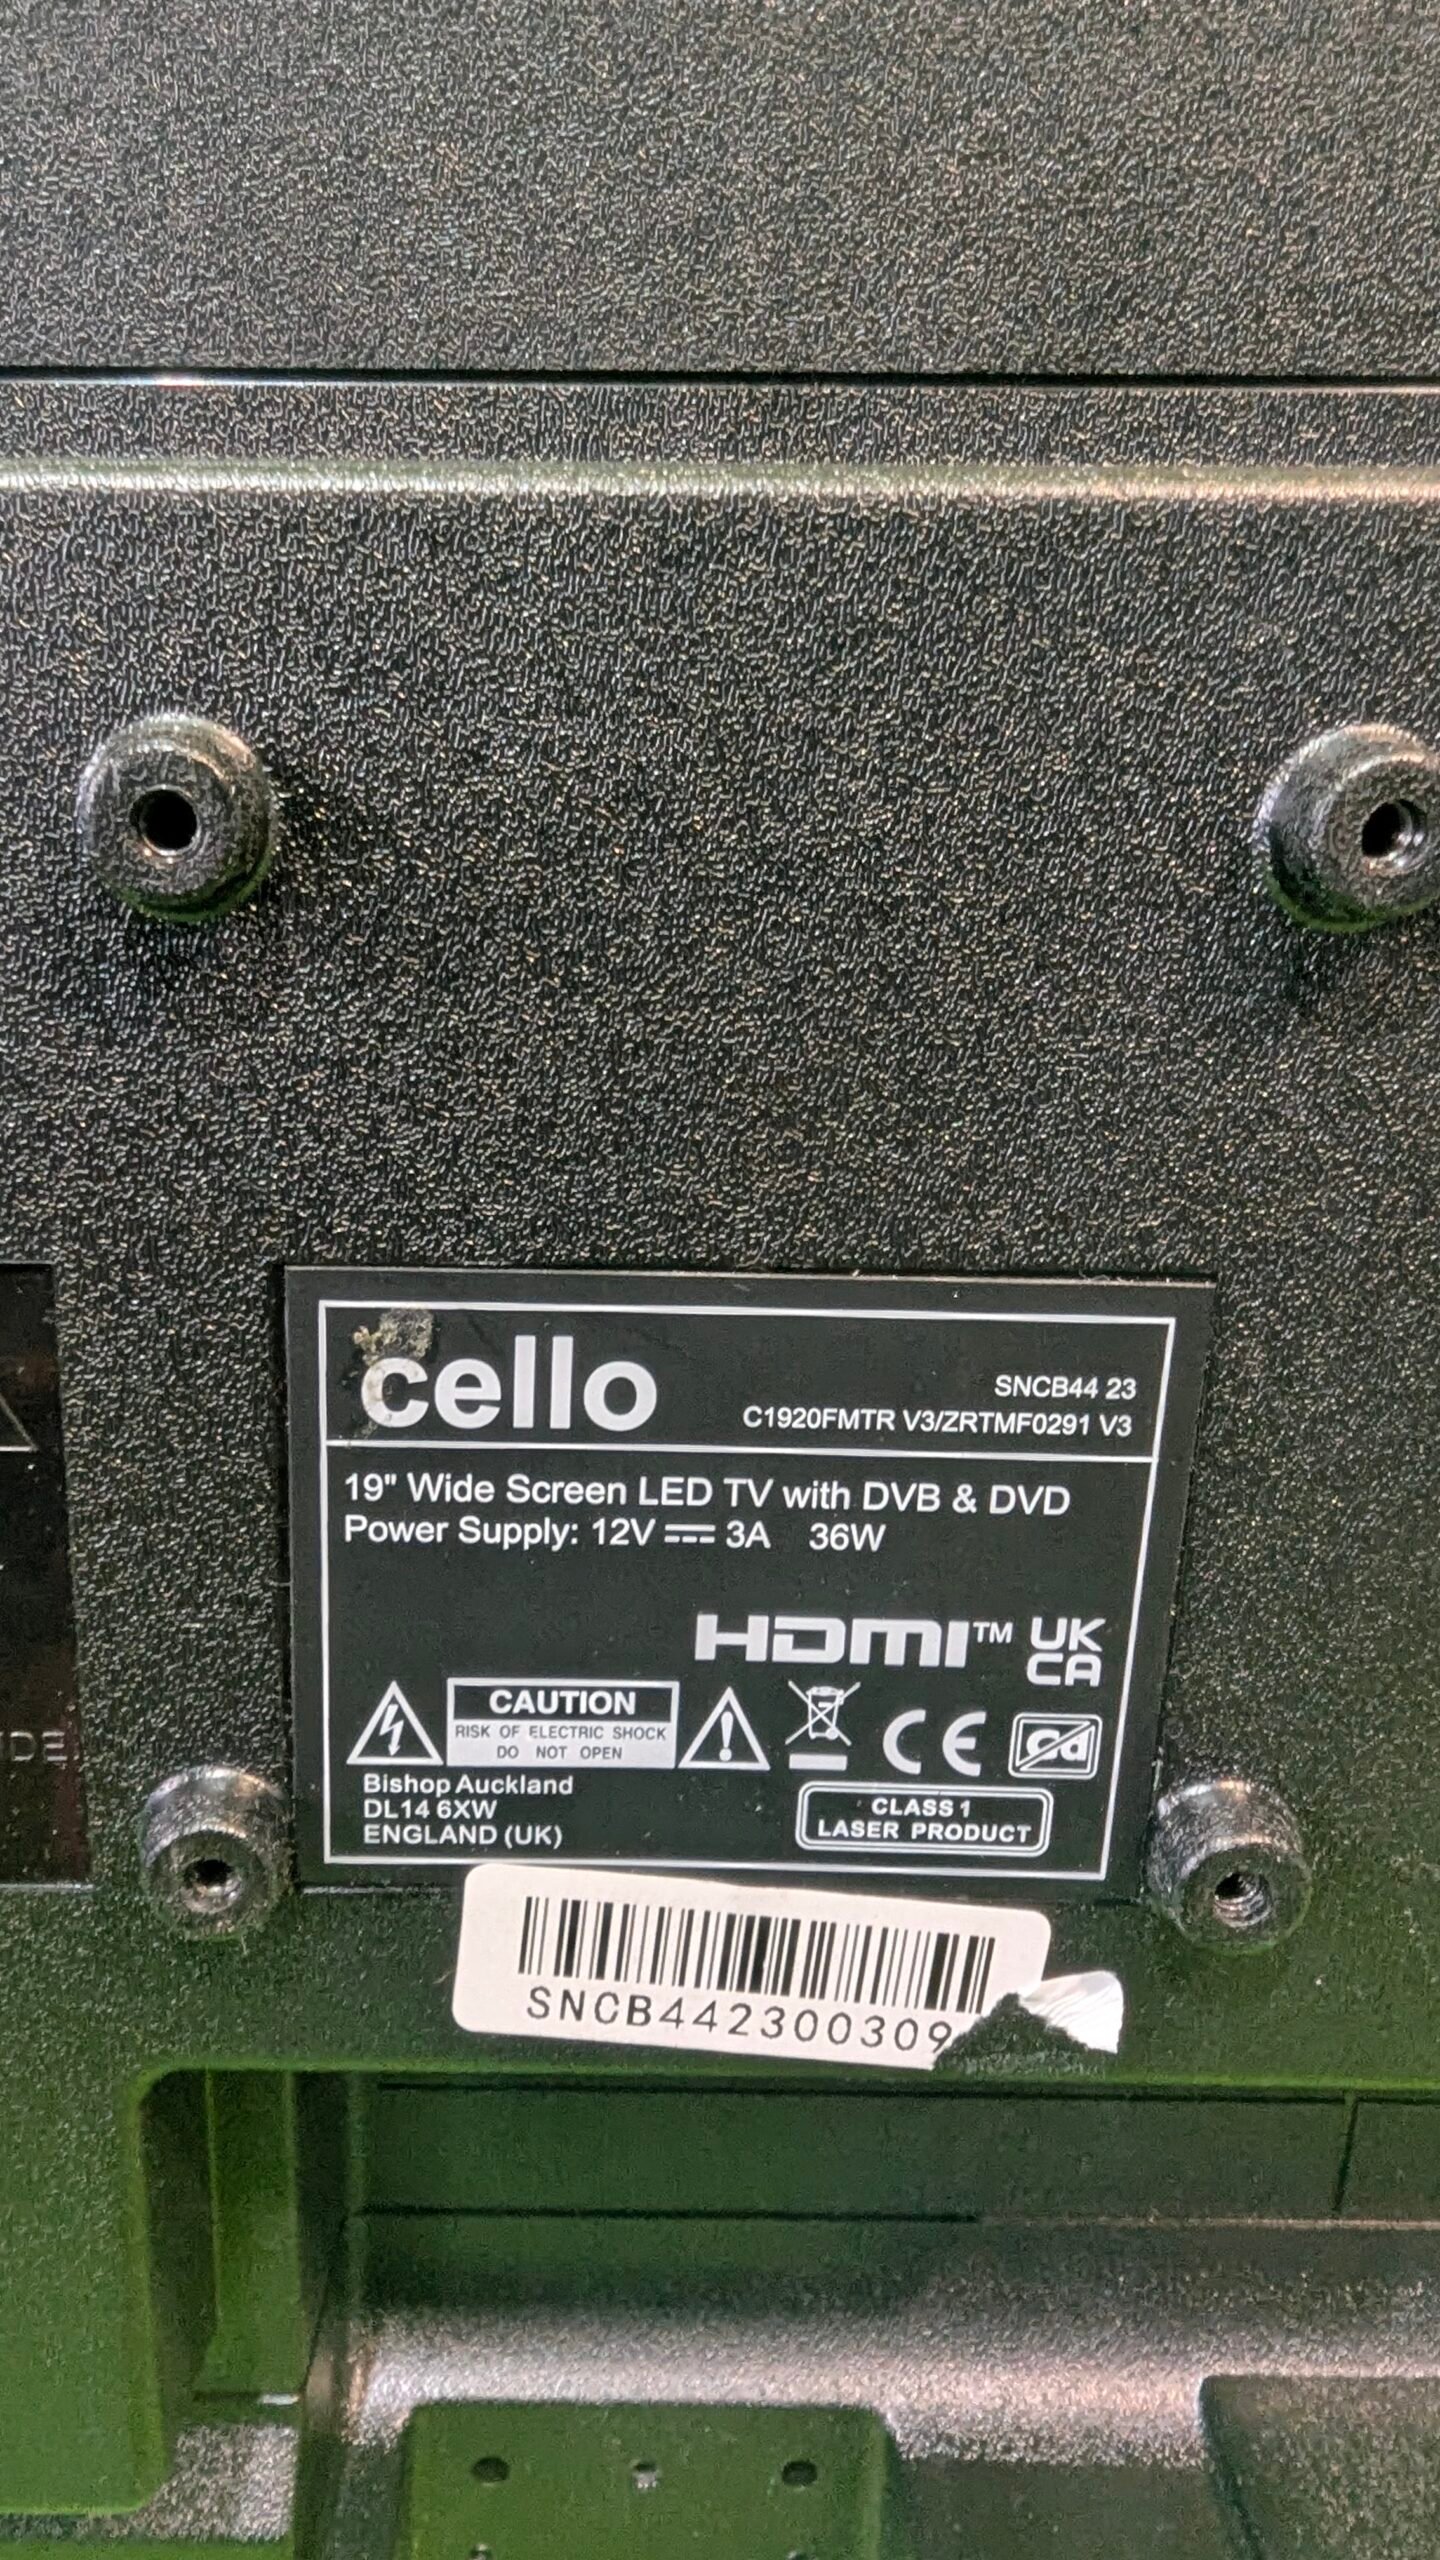 cello
SNCB44 23
C1920FMTR V3/ZRTMF0291 V3
19" Wide Screen LED TV with DVB & DVD
Power Supply: 12V ⎓ 3A 36W
HDMI™ UK
CA
CAUTION
RISK OF ELECTRIC SHOCK
DO NOT OPEN
CE
Cd
Bishop Auckland
DL14 6XW
ENGLAND (UK)
CLASS 1
LASER PRODUCT
SNCB442300309